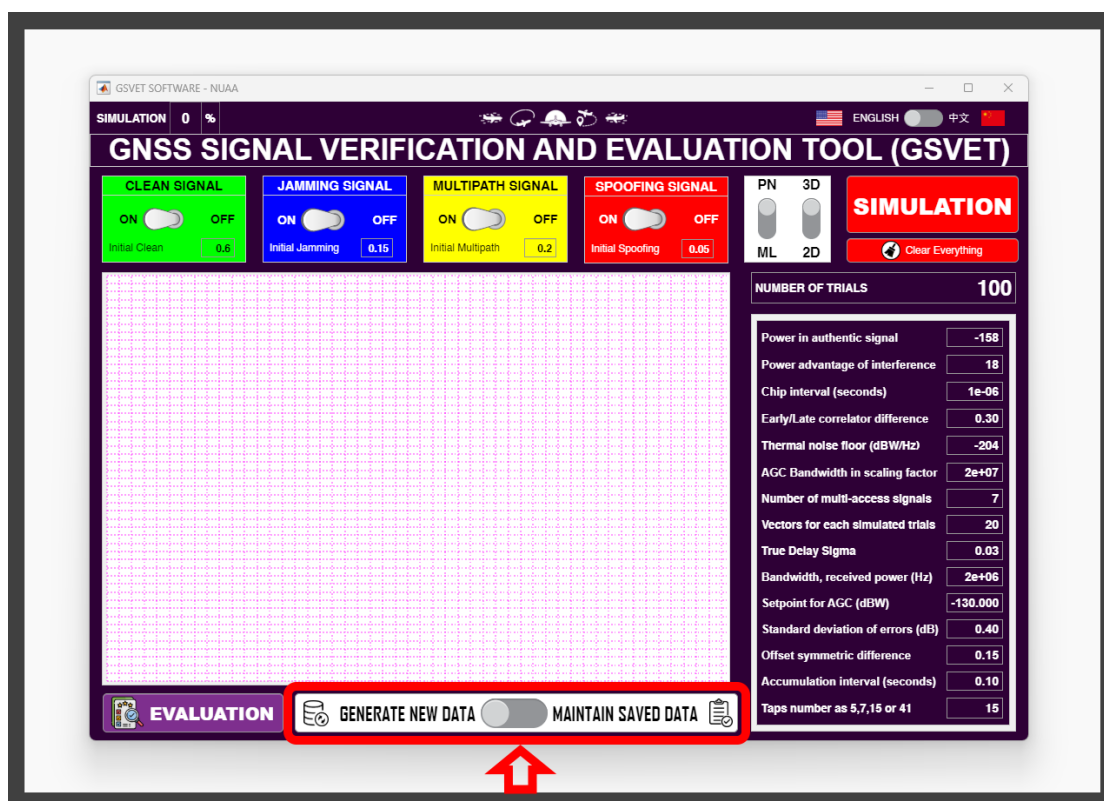 GSVET SOFTWARE - NUAA
SIMULATION 0 %
ENGLISH 中文
GNSS SIGNAL VERIFICATION AND EVALUATION TOOL (GSVET)
CLEAN SIGNAL
ON OFF
Initial Clean 0.6
JAMMING SIGNAL
ON OFF
Initial Jamming 0.15
MULTIPATH SIGNAL
ON OFF
Initial Multipath 0.2
SPOOFING SIGNAL
ON OFF
Initial Spoofing 0.05
PN 3D
ML 2D
SIMULATION
Clear Everything
NUMBER OF TRIALS 100
Power in authentic signal -158
Power advantage of interference 18
Chip interval (seconds) 1e-06
Early/Late correlator difference 0.30
Thermal noise floor (dBW/Hz) -204
AGC Bandwidth in scaling factor 2e+07
Number of multi-access signals 7
Vectors for each simulated trials 20
True Delay Sigma 0.03
Bandwidth, received power (Hz) 2e+06
Setpoint for AGC (dBW) -130.000
Standard deviation of errors (dB) 0.40
Offset symmetric difference 0.15
Accumulation interval (seconds) 0.10
Taps number as 5,7,15 or 41 15
EVALUATION
GENERATE NEW DATA MAINTAIN SAVED DATA